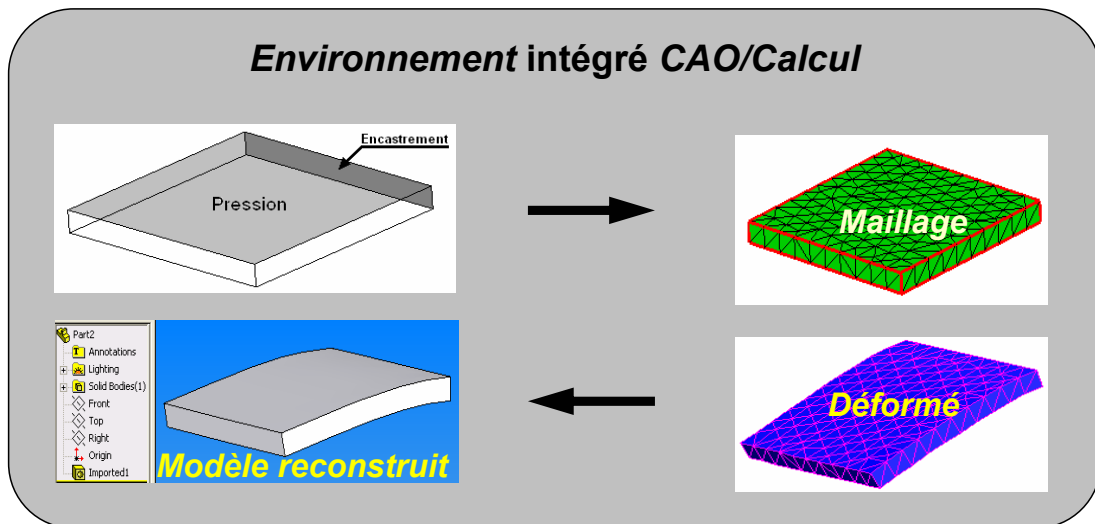 Environnement intégré CAO/Calcul
Encastrement
Pression
Maillage
Part2
Annotations
Lighting
Solid Bodies(1)
Front
Top
Right
Origin
Imported1
Modèle reconstruit
Déformé